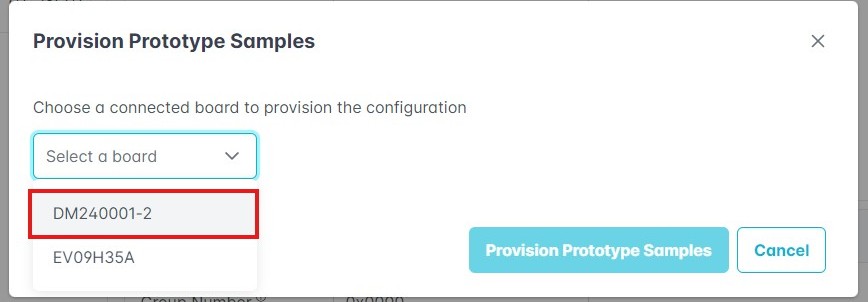 Provision Prototype Samples
Choose a connected board to provision the configuration
Select a board
DM240001-2
EV09H35A
Provision Prototype Samples
Cancel
Group Number
0x0000